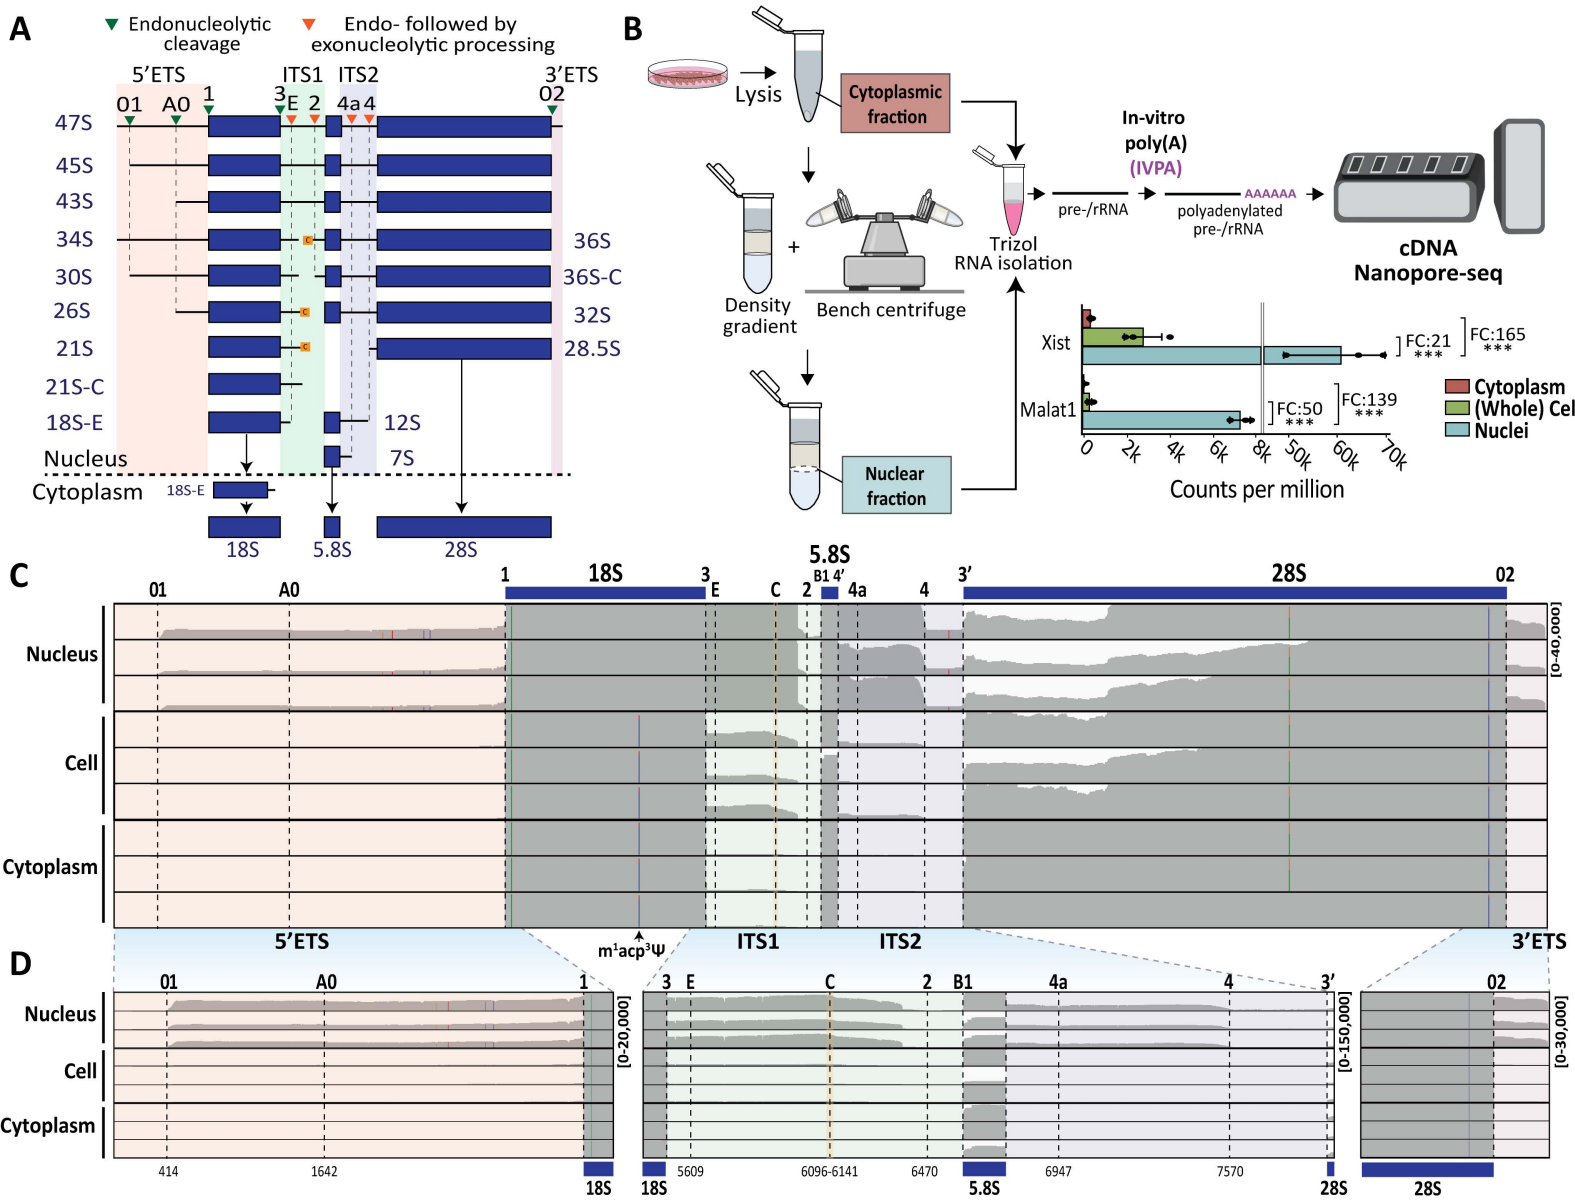 A
Endonucleolytic
cleavage
Endo- followed by
exonucleolytic processing
5’ETS
ITS1
ITS2
3’ETS
01
A0
1
3
E
2
4a
4
02
47S
45S
43S
34S
36S
30S
36S-C
26S
32S
21S
28.5S
21S-C
18S-E
12S
Nucleus
7S
Cytoplasm
18S-E
18S
5.8S
28S
C
C
C
B
Lysis
Cytoplasmic
fraction
Density
gradient
+
Bench centrifuge
Nuclear
fraction
Trizol
RNA isolation
pre-/rRNA
In-vitro
poly(A)
(IVPA)
AAAAAA
polyadenylated
pre-/rRNA
cDNA
Nanopore-seq
Xist
Malat1
FC:21
***
FC:165
***
FC:50
***
FC:139
***
0
2k
4k
6k
8k
50k
60k
70k
Counts per million
Cytoplasm
(Whole) Cel
Nuclei
C
01
A0
1
18S
3
E
C
2
5.8S
B1
4’
4a
4
3’
28S
02
Nucleus
Cell
Cytoplasm
[0-40,000]
5’ETS
m¹acp³Ψ
ITS1
ITS2
3’ETS
D
01
A0
1
3
E
C
2
B1
4a
4
3’
02
Nucleus
Cell
Cytoplasm
[0-20,000]
[0-150,000]
[0-30,000]
414
1642
5609
6096-6141
6470
6947
7570
18S
18S
5.8S
28S
28S